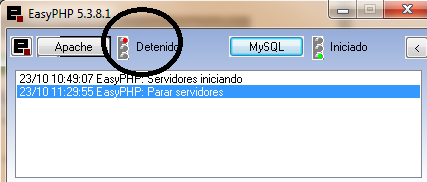 EasyPHP 5.3.8.1
Apache Detenido MySQL Iniciado <
23/10 10:49:07 EasyPHP: Servidores iniciando
23/10 11:29:55 EasyPHP: Parar servidores